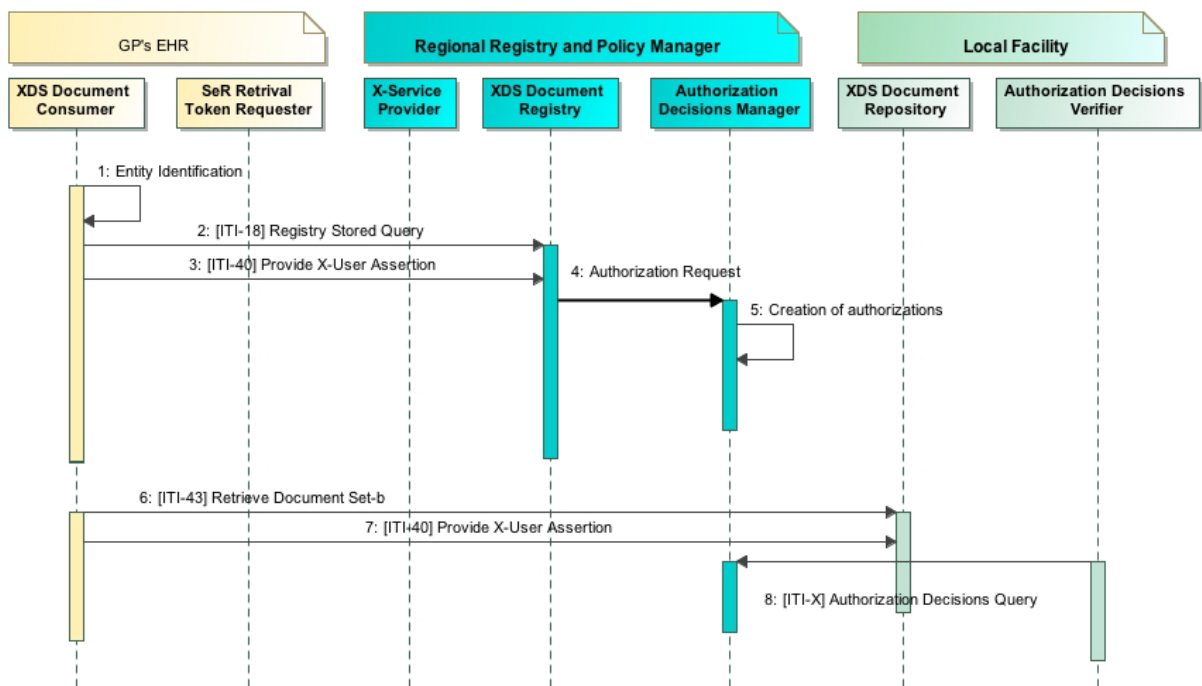 GP's EHR
Regional Registry and Policy Manager
Local Facility
XDS Document
Consumer
SeR Retrival
Token Requester
X-Service
Provider
XDS Document
Registry
Authorization
Decisions Manager
XDS Document
Repository
Authorization Decisions
Verifier
1: Entity Identification
2: [ITI-18] Registry Stored Query
3: [ITI-40] Provide X-User Assertion
4: Authorization Request
5: Creation of authorizations
6: [ITI-43] Retrieve Document Set-b
7: [ITI-40] Provide X-User Assertion
8: [ITI-X] Authorization Decisions Query